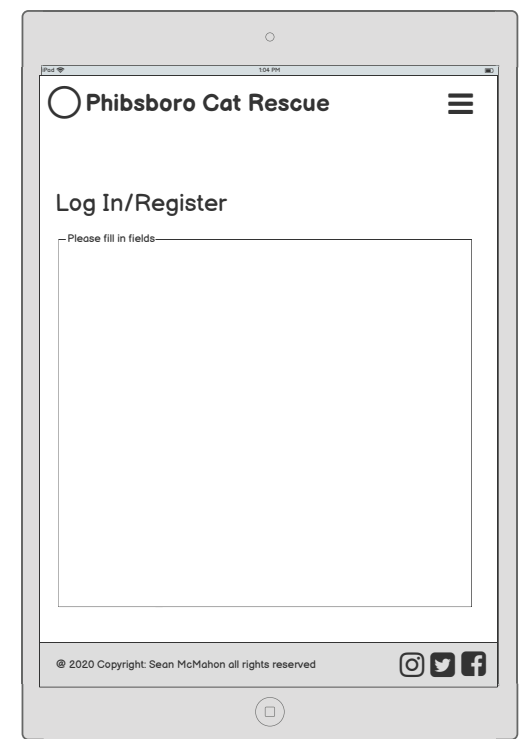 iPad 1:04 PM
Phibsboro Cat Rescue
Log In/Register
Please fill in fields
@ 2020 Copyright: Sean McMahon all rights reserved